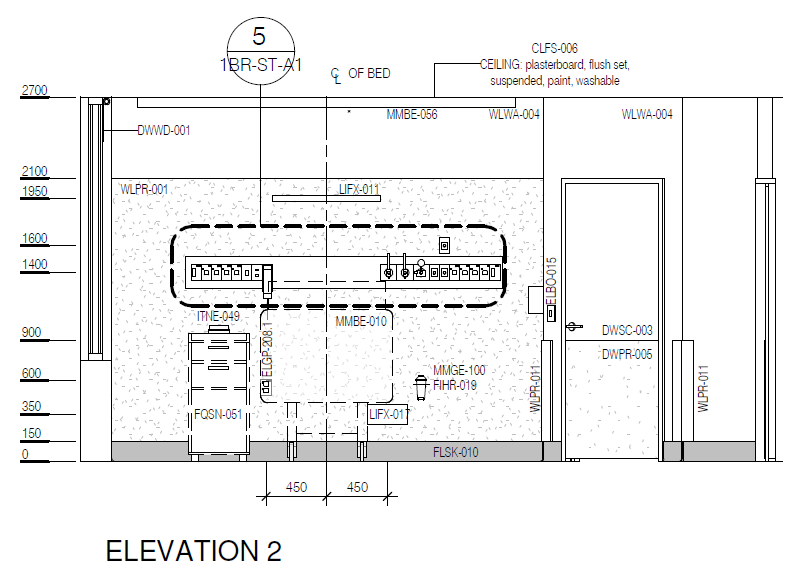 5
1BR-ST-A1
CL OF BED
CLFS-006
CEILING: plasterboard, flush set,
suspended, paint, washable
2700
MMBE-056
WLWA-004
WLWA-004
DWWD-001
2100
WLPR-001
LIFX-011
1950
1600
1400
ELBO-015
ITNE-049
MMBE-010
DWSC-003
900
ELGP-208.1
DWPR-005
MMGE-100
FIHR-019
600
WLPR-011
WLPR-011
350
FQSN-051
LIFX-017
150
FLSK-010
0
450
450
ELEVATION 2